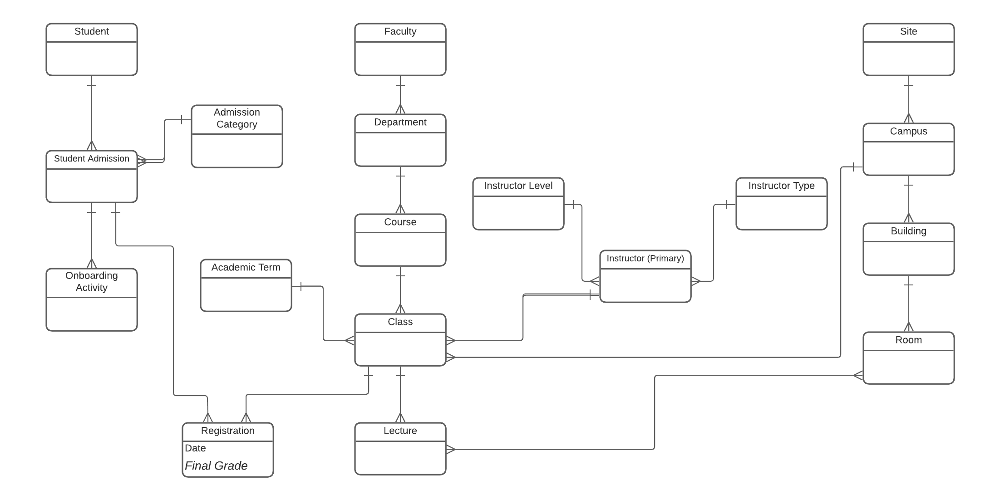 Student
Faculty
Site
Admission
Category
Department
Campus
Student Admission
Instructor Level
Instructor Type
Course
Building
Onboarding
Activity
Academic Term
Instructor (Primary)
Class
Room
Registration
Date
Final Grade
Lecture